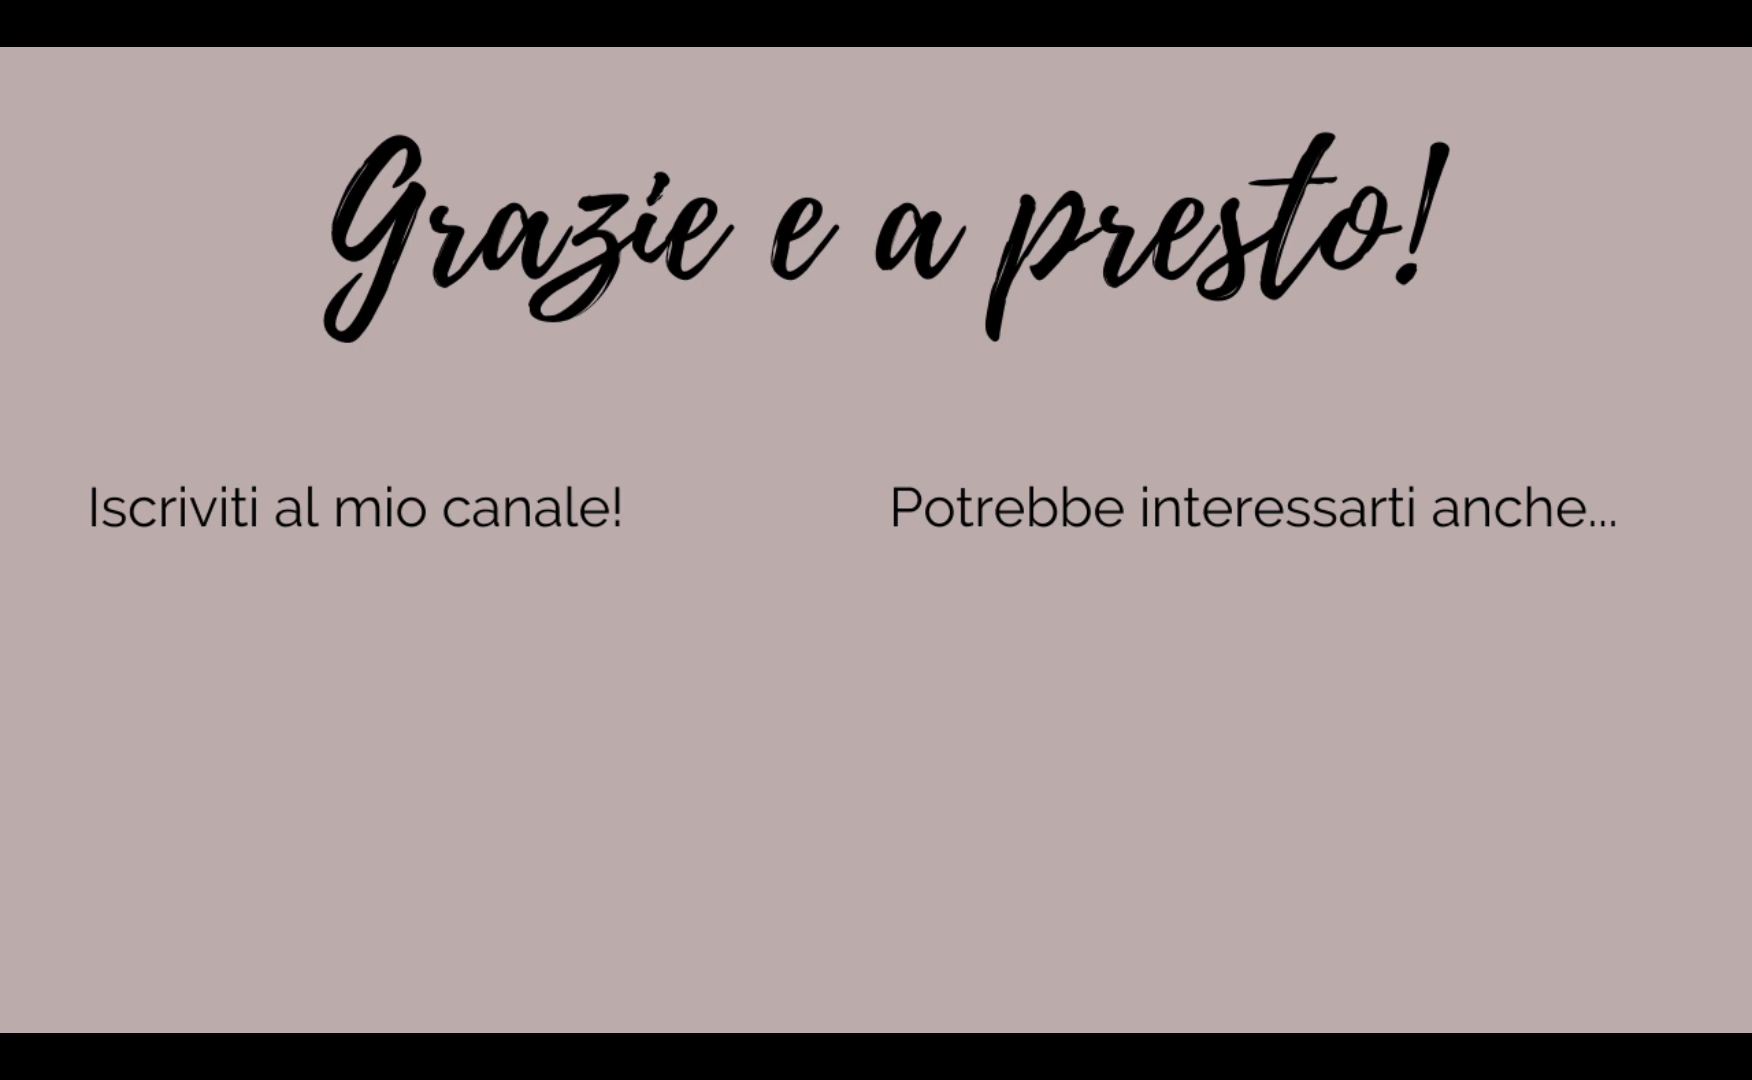 Grazie e a presto!
Iscriviti al mio canale!
Potrebbe interessarti anche...